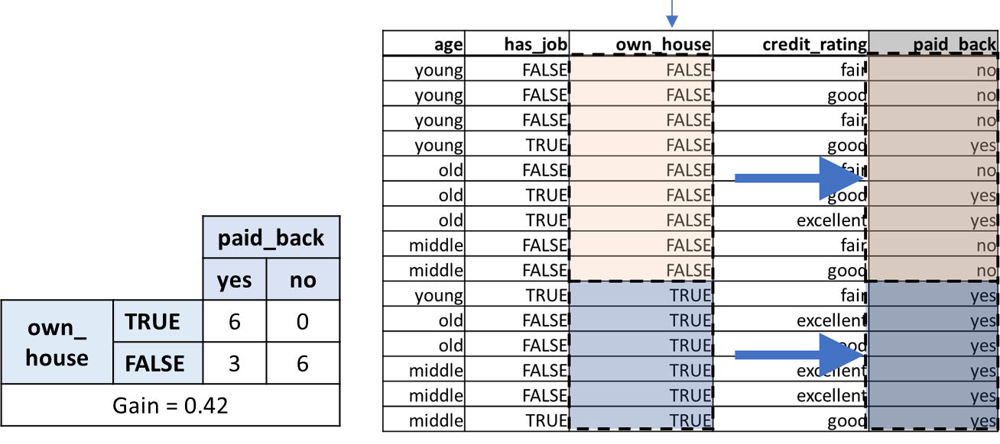 paid_back
yes no
own_ house TRUE 6 0
FALSE 3 6
Gain = 0.42
age has_job own_house credit_rating paid_back
young FALSE FALSE fair no
young FALSE FALSE good no
young FALSE FALSE fair no
young TRUE FALSE good yes
old FALSE FALSE fair no
old TRUE FALSE good yes
old TRUE FALSE excellent yes
middle FALSE FALSE fair no
middle FALSE FALSE good no
young TRUE TRUE fair yes
old FALSE TRUE excellent yes
old FALSE TRUE good yes
middle FALSE TRUE excellent yes
middle FALSE TRUE excellent yes
middle TRUE TRUE good yes